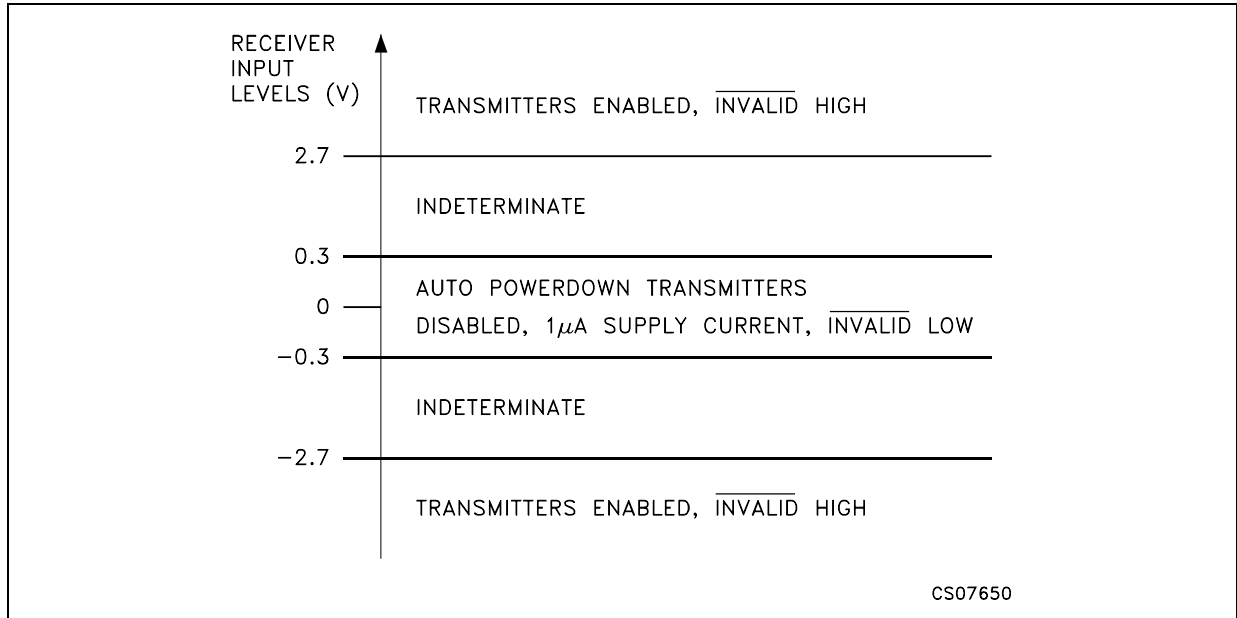 RECEIVER
INPUT
LEVELS (V)
TRANSMITTERS ENABLED, INVALID HIGH
2.7
INDETERMINATE
0.3
AUTO POWERDOWN TRANSMITTERS
0
DISABLED, 1μA SUPPLY CURRENT, INVALID LOW
−0.3
INDETERMINATE
−2.7
TRANSMITTERS ENABLED, INVALID HIGH
CS07650